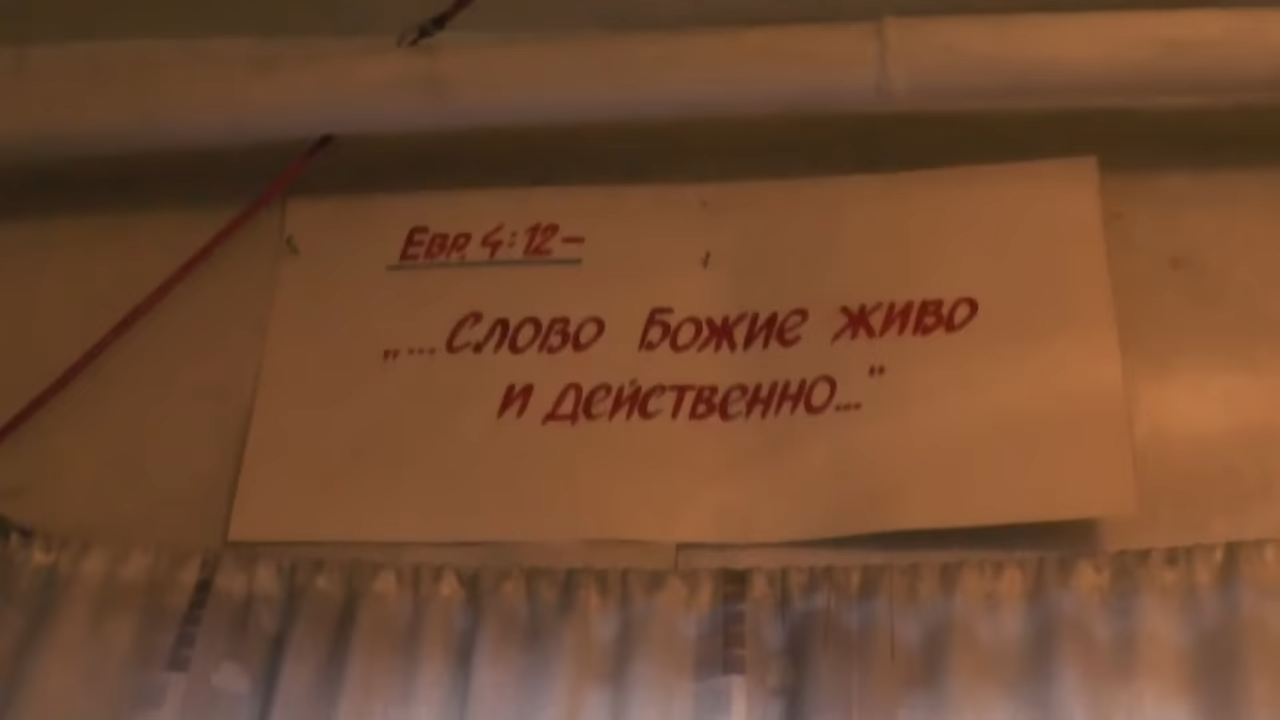 Евр. 4:12–
„...Слово Божие живо
и действенно..."